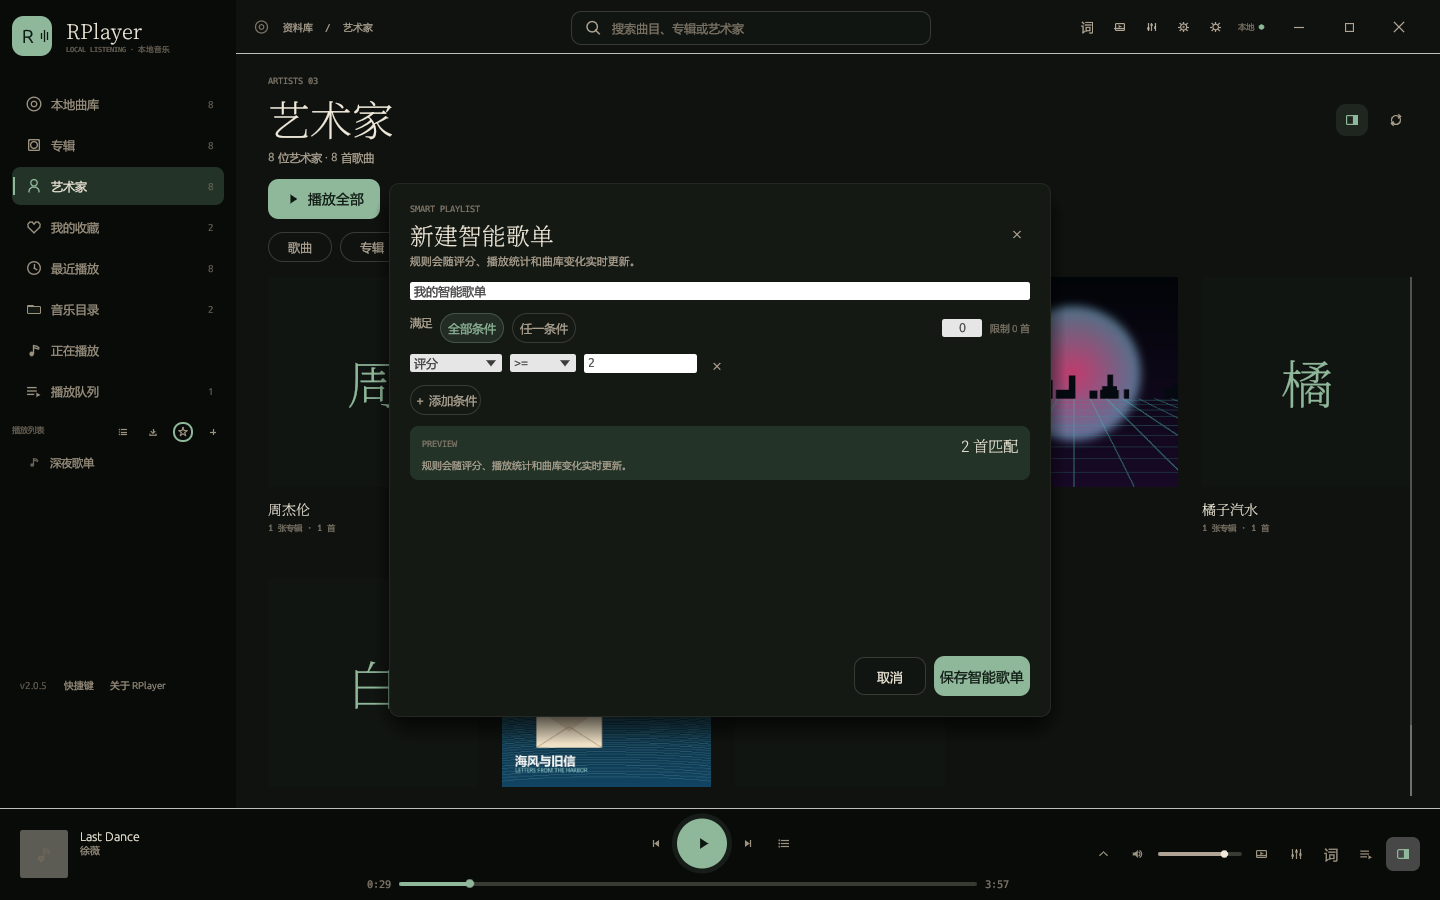 RPlayer
LOCAL LISTENING · 本地音乐
本地曲库 8
专辑 8
艺术家 8
我的收藏 2
最近播放 8
音乐目录 2
正在播放
播放队列 1
播放列表
深夜歌单
v2.0.5 快捷键 关于 RPlayer
资料库 / 艺术家
搜索曲目、专辑或艺术家
词
本地
ARTISTS 03
艺术家
8 位艺术家 · 8 首歌曲
播放全部
歌曲 专辑
SMART PLAYLIST
新建智能歌单
规则会随评分、播放统计和曲库变化实时更新。
我的智能歌单
满足 全部条件 任一条件 0 限制 0 首
评分 >= 2
+ 添加条件
PREVIEW
2 首匹配
规则会随评分、播放统计和曲库变化实时更新。
取消 保存智能歌单
周
橘
周杰伦
1 张专辑 · 1 首
橘子汽水
1 张专辑 · 1 首
白
海风与旧信
LETTERS FROM THE HARBOR
Last Dance
徐薇
0:29 3:57
词